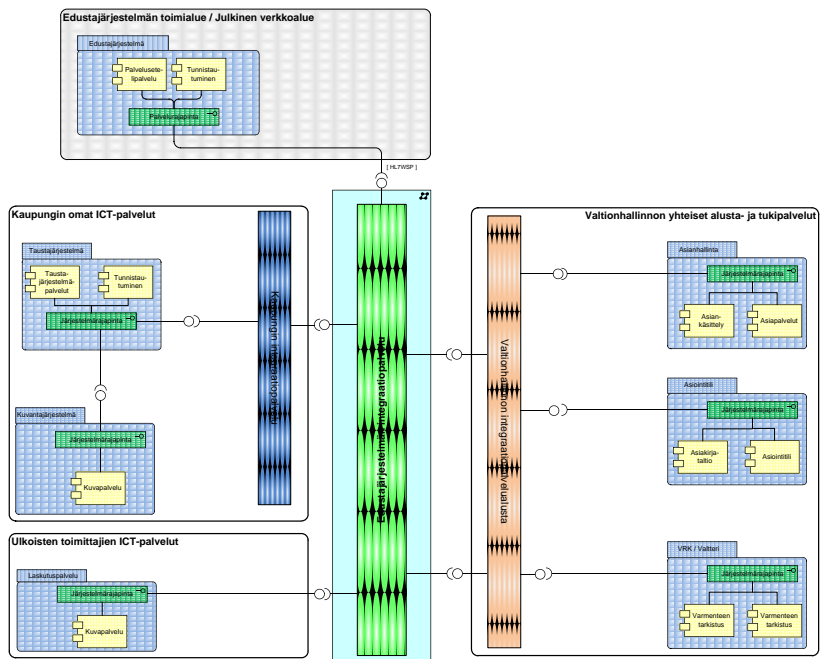 Edustajärjestelmän toimialue / Julkinen verkkoalue
Edustajärjestelmä
Palvelusete-
lipalvelu
Tunnistau-
tuminen
Palvelurajapinta
[ HL7WSP ]
Kaupungin omat ICT-palvelut
Taustajärjestelmä
Tausta-
järjestelmä-
palvelut
Tunnistau-
tuminen
Järjestelmärajapinta
Kuvantajärjestelmä
Järjestelmärajapinta
Kuvapalvelu
Kaupungin integraatiopalvelu
Ulkoisten toimittajien ICT-palvelut
Laskutuspalvelu
Järjestelmärajapinta
Kuvapalvelu
Edustajärjestelmän integraatiopalvelu
Valtionhallinnon yhteiset alusta- ja tukipalvelut
Valtionhallinnon integraatiopalvelualusta
Asianhallinta
Järjestelmärajapinta
Asian-
käsittely
Asiapalvelut
Asiointitili
Järjestelmärajapinta
Asiakirja-
taltio
Asiointitili
VRK / Valtteri
Järjestelmärajapinta
Varmenteen
tarkistus
Varmenteen
tarkistus